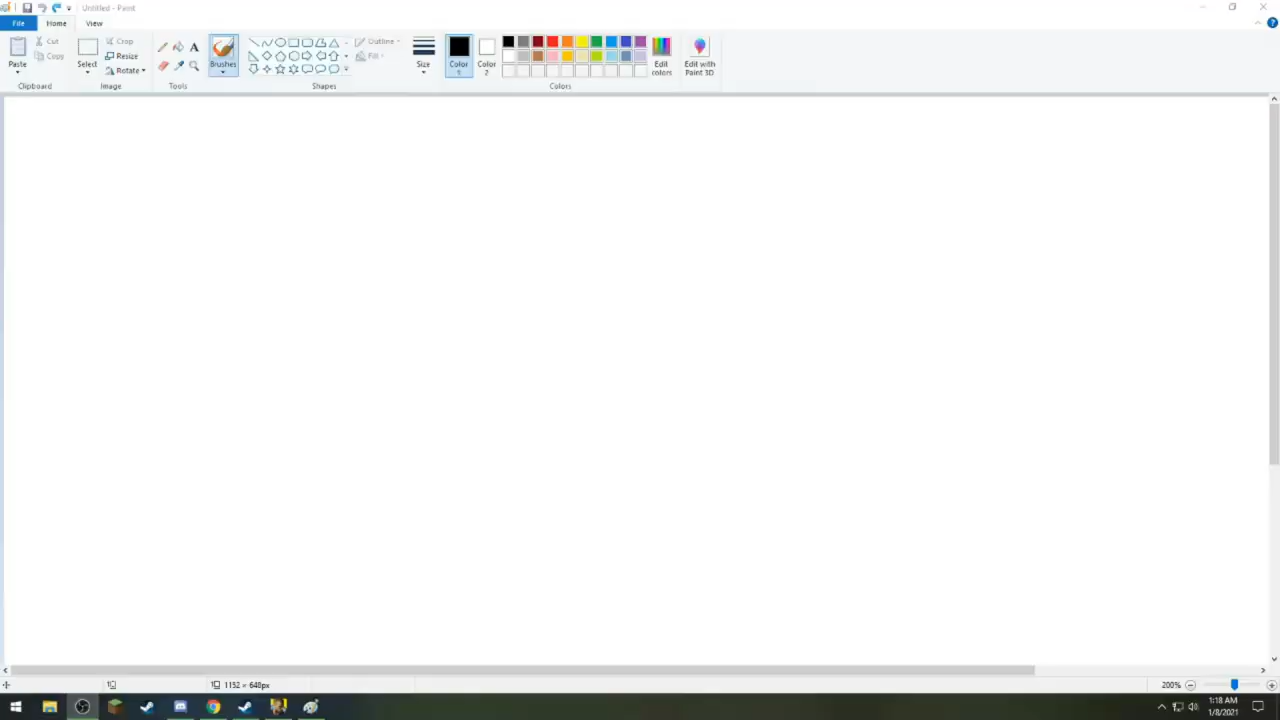 Untitled - Paint
File Home View
Cut
Copy
Paste
Clipboard
Select
Crop
Resize
Rotate
Image
A
Tools
Brushes
Shapes
Outline
Fill
Size
Color
1
Color
2
Edit
colors
Colors
Edit with
Paint 3D
1152 × 648px
200%
1:18 AM
1/8/2021